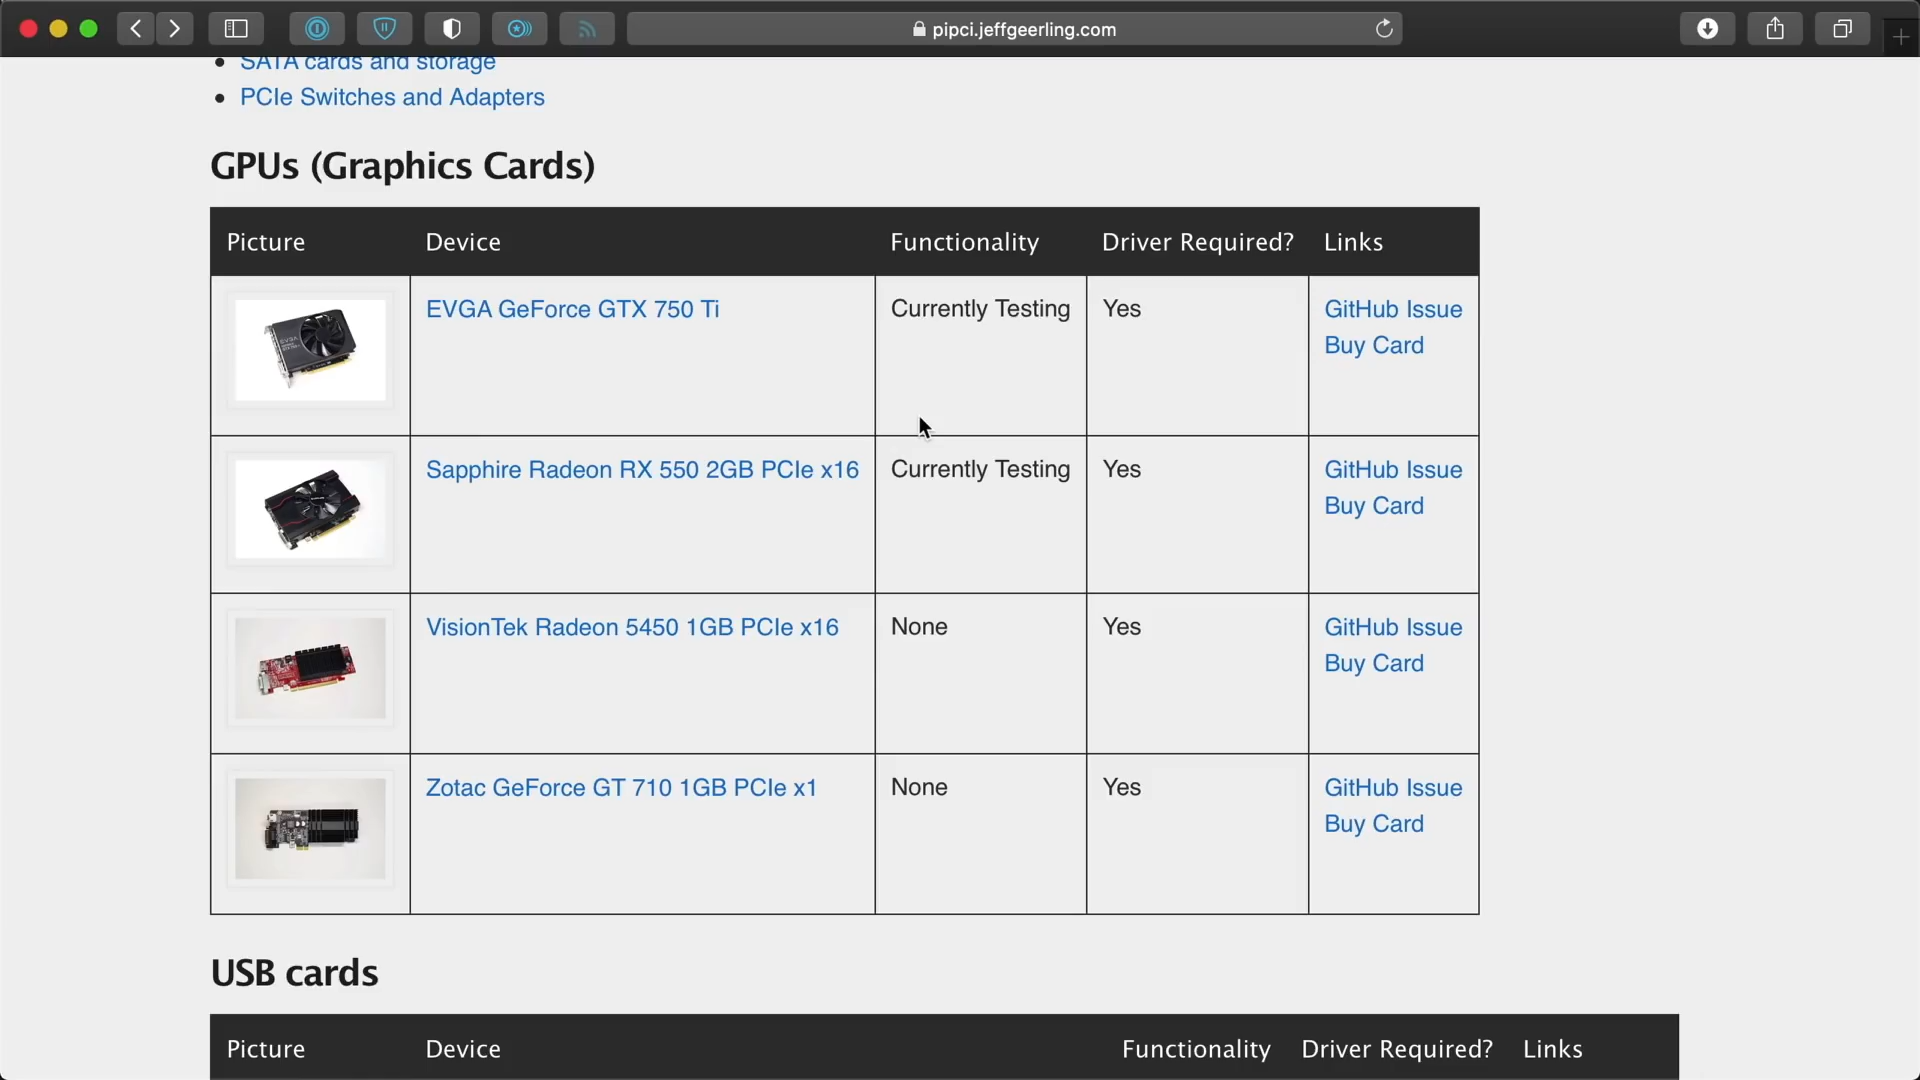 pipci.jeffgeerling.com
SATA cards and storage
PCIe Switches and Adapters
GPUs (Graphics Cards)
Picture Device Functionality Driver Required? Links
EVGA GeForce GTX 750 Ti Currently Testing Yes GitHub Issue
Buy Card
Sapphire Radeon RX 550 2GB PCIe x16 Currently Testing Yes GitHub Issue
Buy Card
VisionTek Radeon 5450 1GB PCIe x16 None Yes GitHub Issue
Buy Card
Zotac GeForce GT 710 1GB PCIe x1 None Yes GitHub Issue
Buy Card
USB cards
Picture Device Functionality Driver Required? Links